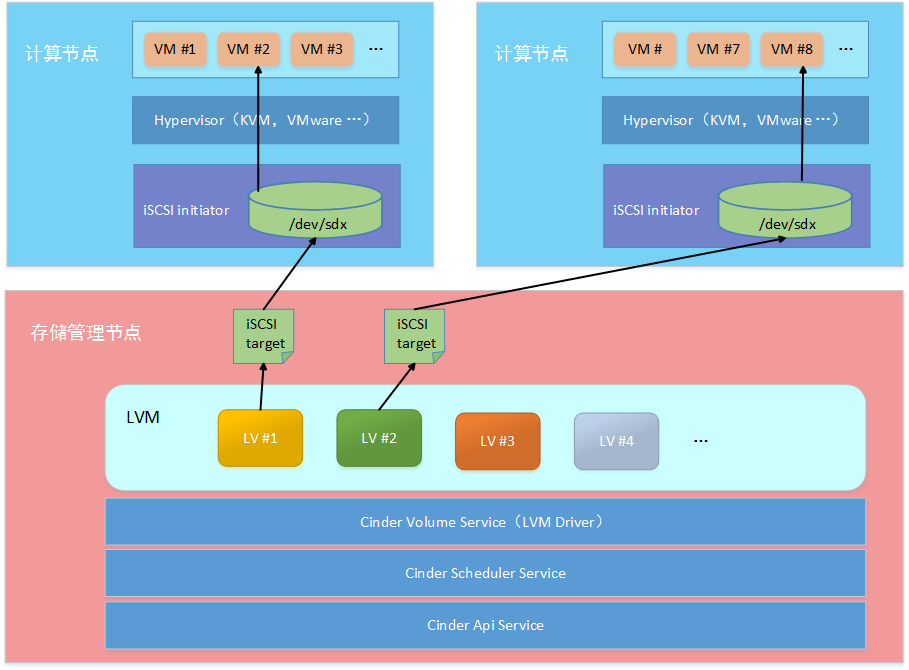 计算节点
VM #1
VM #2
VM #3
...
Hypervisor（KVM，VMware ...）
iSCSI initiator
/dev/sdx
计算节点
VM #
VM #7
VM #8
...
Hypervisor（KVM，VMware ...）
iSCSI initiator
/dev/sdx
存储管理节点
iSCSI
target
iSCSI
target
LVM
LV #1
LV #2
LV #3
LV #4
...
Cinder Volume Service（LVM Driver）
Cinder Scheduler Service
Cinder Api Service